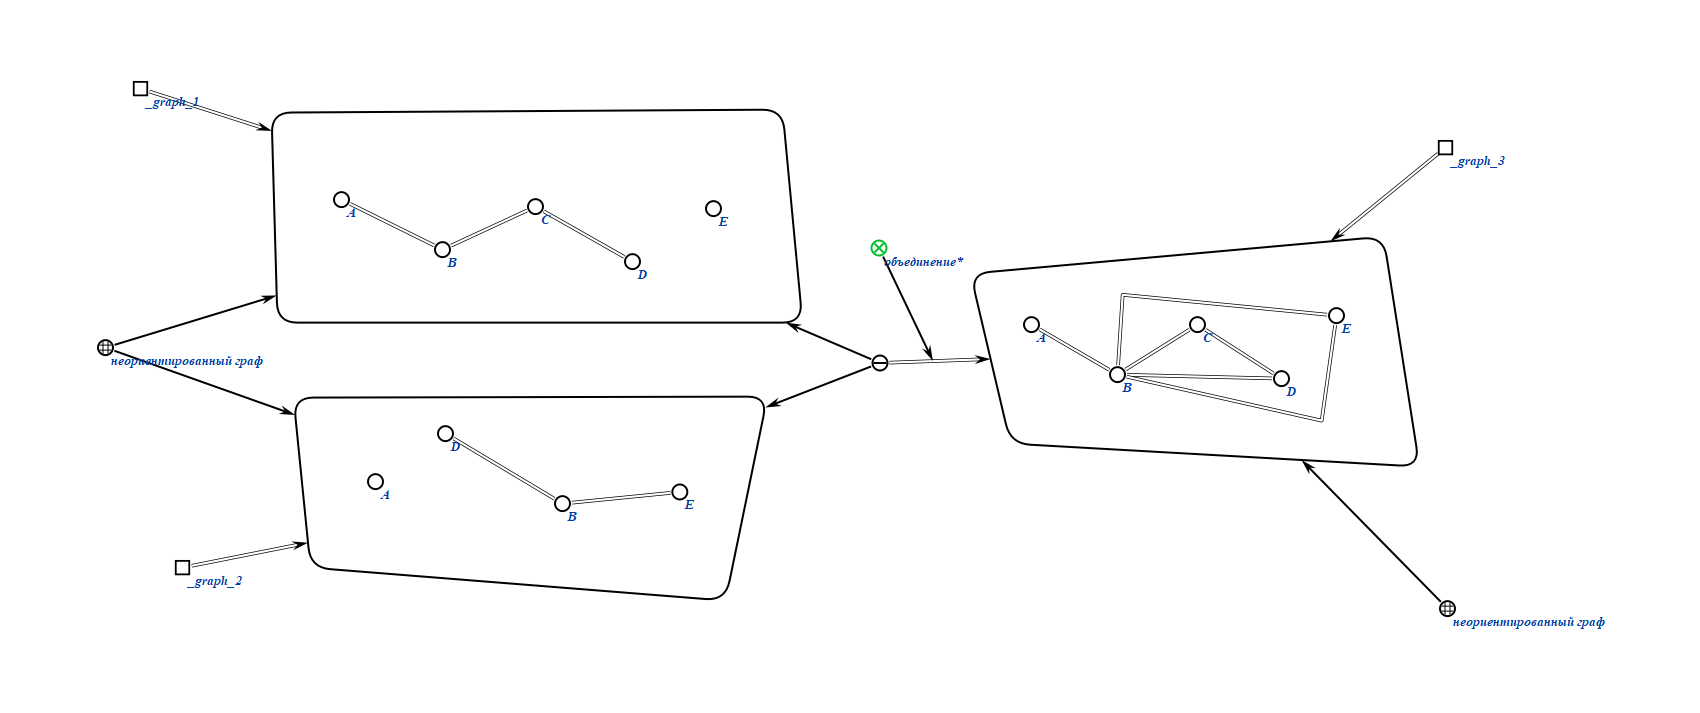 _graph_1
A
B
C
D
E
неориентированный граф
D
A
B
E
_graph_2
объединение*
_graph_3
A
B
C
D
E
неориентированный граф